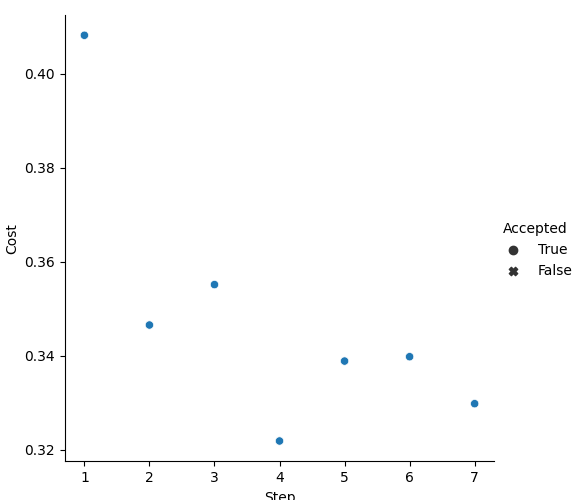 0.40
0.38
0.36
0.34
0.32
Cost
1 2 3 4 5 6 7
Step
Accepted
True
False